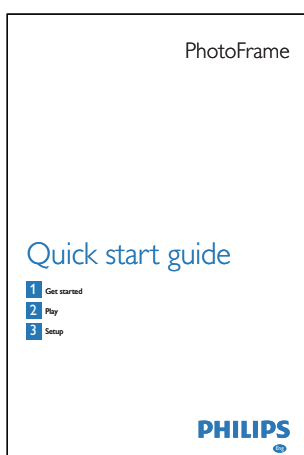 PhotoFrame
Quick start guide
1 Get started
2 Play
3 Setup
PHILIPS
Eng